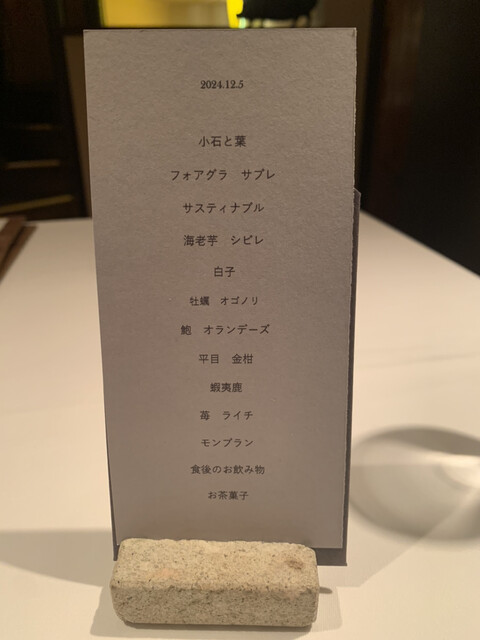 2024.12.5
小石と葉
フォアグラ　サブレ
サスティナブル
海老芋　シビレ
白子
牡蠣　オゴノリ
鮑　オランデーズ
平目　金柑
蝦夷鹿
苺　ライチ
モンブラン
食後のお飲み物
お茶菓子